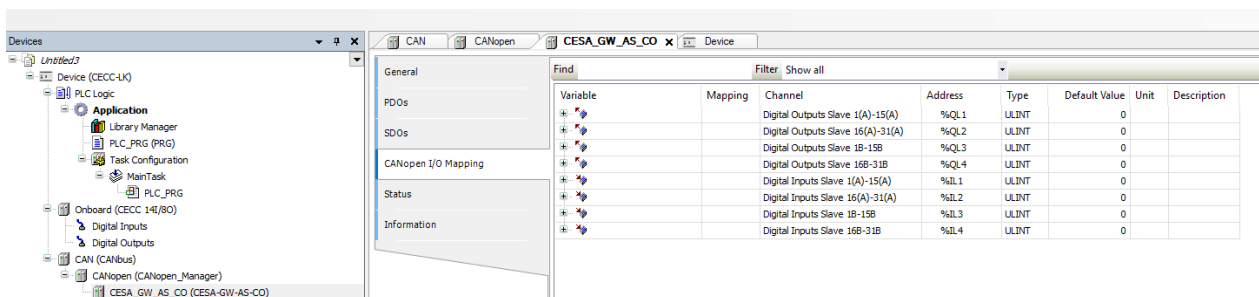 Devices
Untitled3
Device (CECC-LK)
PLC Logic
Application
Library Manager
PLC_PRG (PRG)
Task Configuration
MainTask
PLC_PRG
Onboard (CECC 14I/8O)
Digital Inputs
Digital Outputs
CAN (CANbus)
CANopen (CANopen_Manager)
CESA_GW_AS_CO (CESA-GW-AS-CO)
CAN CANopen CESA_GW_AS_CO X Device
General
PDOs
SDOs
CANopen I/O Mapping
Status
Information
Find Filter Show all
Variable Mapping Channel Address Type Default Value Unit Description
Digital Outputs Slave 1(A)-15(A) %QL1 ULINT 0
Digital Outputs Slave 16(A)-31(A) %QL2 ULINT 0
Digital Outputs Slave 1B-15B %QL3 ULINT 0
Digital Outputs Slave 16B-31B %QL4 ULINT 0
Digital Inputs Slave 1(A)-15(A) %IL1 ULINT 0
Digital Inputs Slave 16(A)-31(A) %IL2 ULINT 0
Digital Inputs Slave 1B-15B %IL3 ULINT 0
Digital Inputs Slave 16B-31B %IL4 ULINT 0